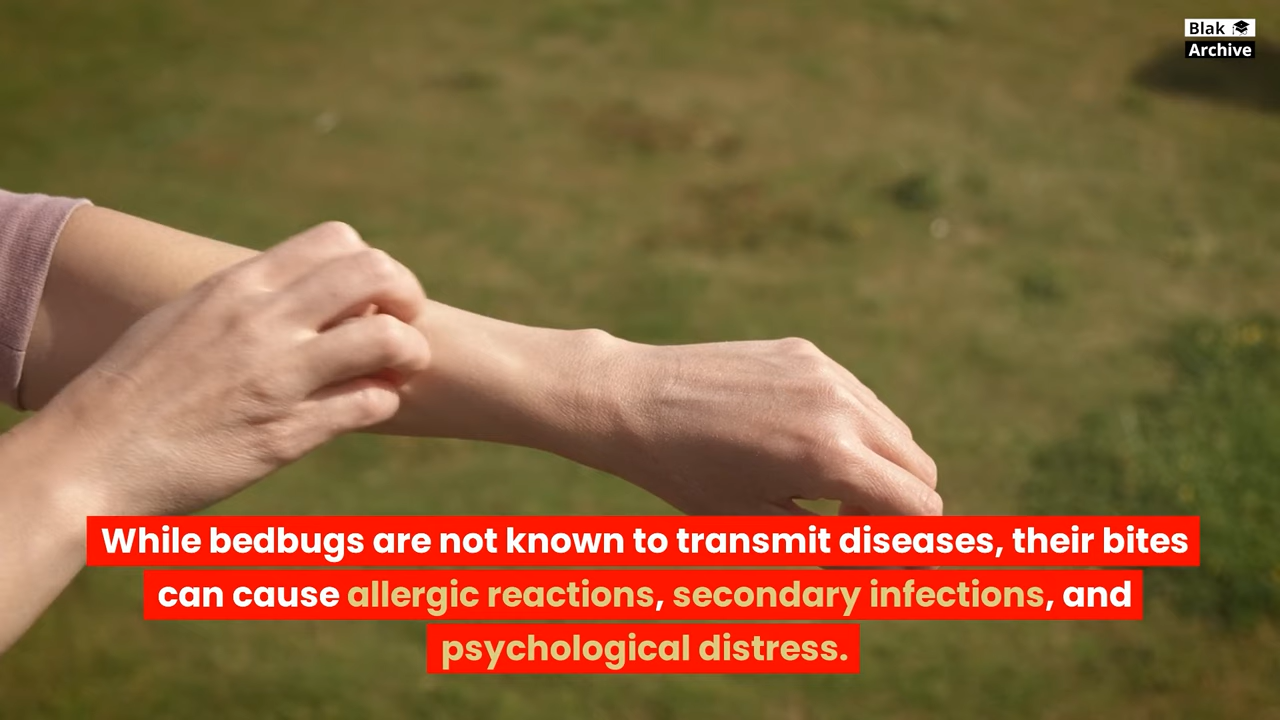 Blak
Archive
While bedbugs are not known to transmit diseases, their bites
can cause allergic reactions, secondary infections, and
psychological distress.